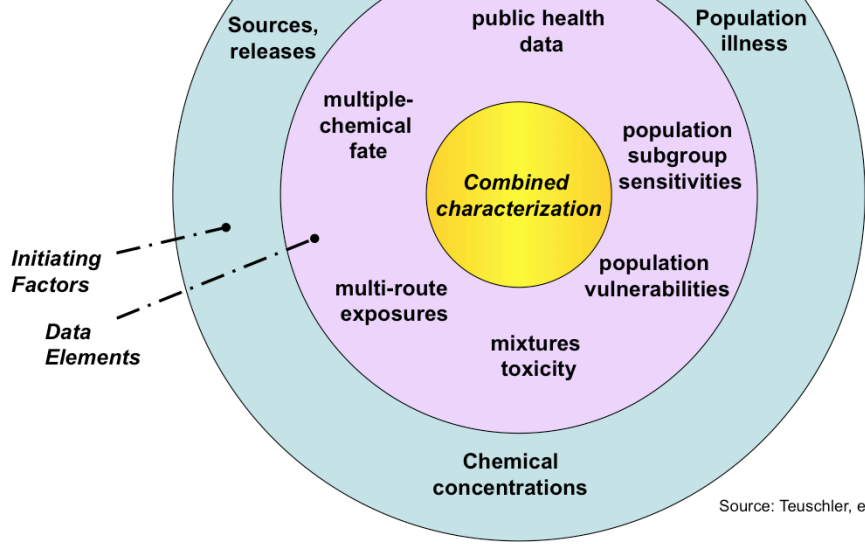 Sources,
releases
public health
data
Population
illness
multiple-
chemical
fate
population
subgroup
sensitivities
Combined
characterization
Initiating
Factors
population
vulnerabilities
multi-route
exposures
Data
Elements
mixtures
toxicity
Chemical
concentrations
Source: Teuschler, e